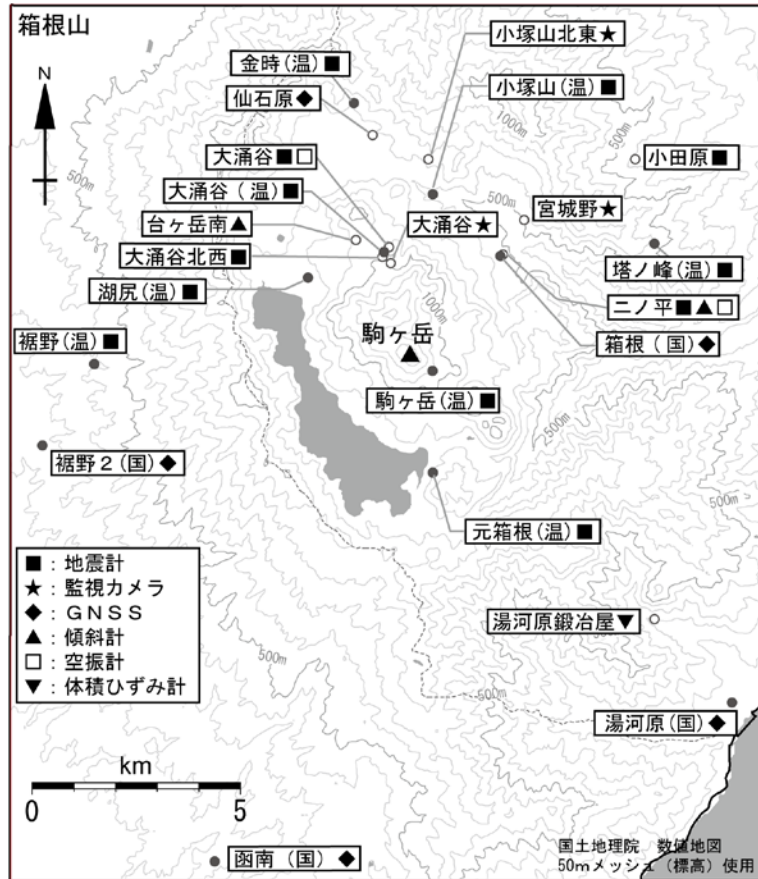 箱根山
小塚山北東★
金時(温)■
小塚山(温)■
N
仙石原◆
1000m
500m
大涌谷■□
小田原■
500m
大涌谷(温)■
500m
宮城野★
台ヶ岳南▲
大涌谷★
大涌谷北西■
塔ノ峰(温)■
湖尻(温)■
1000m
二ノ平■▲□
裾野(温)■
駒ヶ岳
箱根(国)◆
駒ヶ岳(温)■
500m
裾野2(国)◆
500m
元箱根(温)■
■:地震計
★:監視カメラ
◆:GNSS
▲:傾斜計
□:空振計
▼:体積ひずみ計
湯河原鍛冶屋▼
500m
500m
湯河原(国)◆
km
0 5
函南(国)◆
国土地理院 数値地図
50mメッシュ(標高)使用